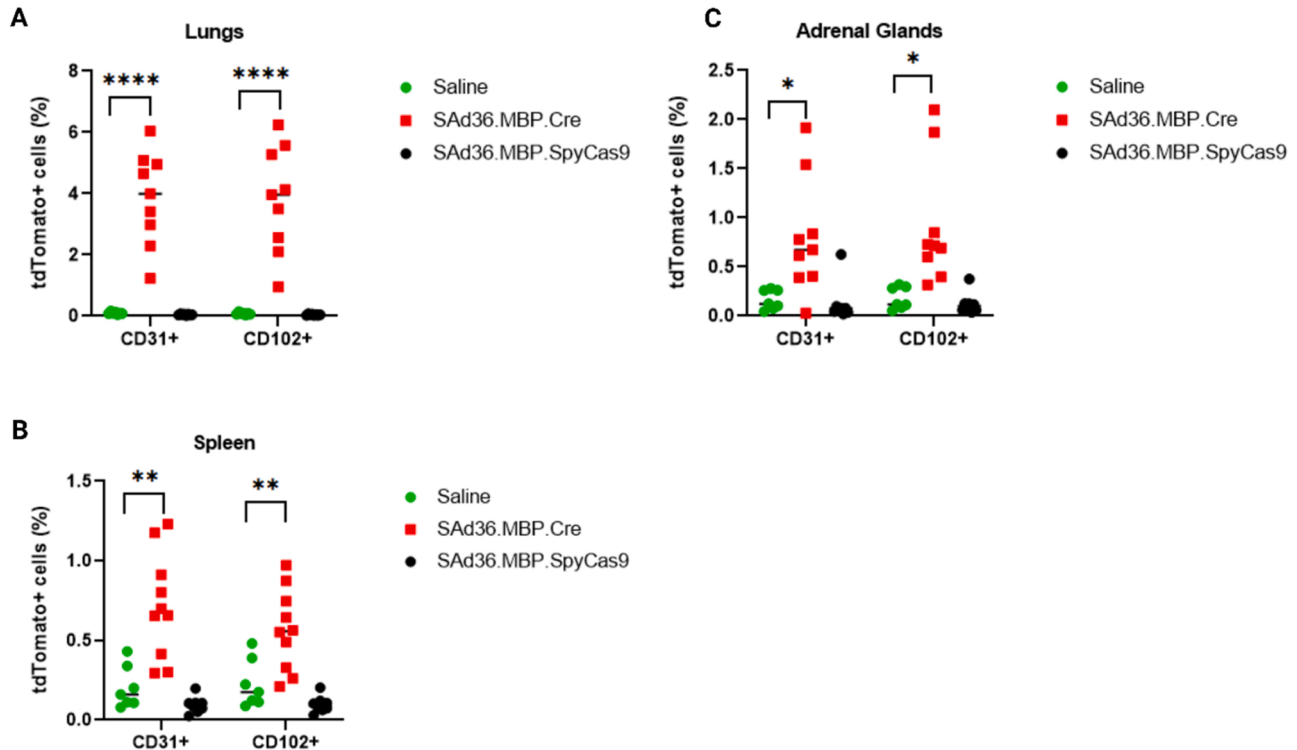 A
Lungs
tdTomato+ cells (%)
8
6
4
2
0
****
****
CD31+
CD102+
Saline
SAd36.MBP.Cre
SAd36.MBP.SpyCas9
C
Adrenal Glands
tdTomato+ cells (%)
2.5
2.0
1.5
1.0
0.5
0.0
*
*
CD31+
CD102+
Saline
SAd36.MBP.Cre
SAd36.MBP.SpyCas9
B
Spleen
tdTomato+ cells (%)
1.5
1.0
0.5
0.0
**
**
CD31+
CD102+
Saline
SAd36.MBP.Cre
SAd36.MBP.SpyCas9